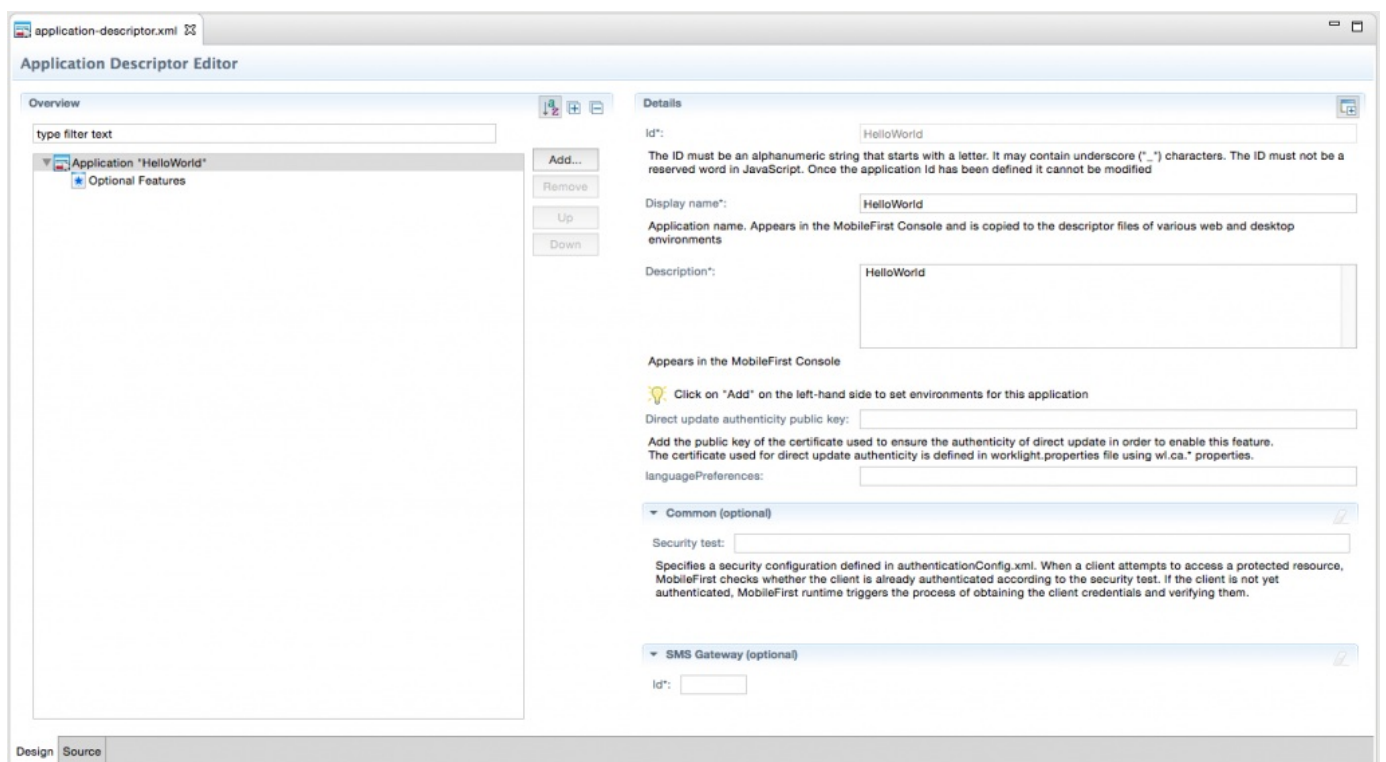 application-descriptor.xml
Application Descriptor Editor
Overview
type filter text
Application "HelloWorld"
Optional Features
Add...
Remove
Up
Down
Details
Id*:
HelloWorld
The ID must be an alphanumeric string that starts with a letter. It may contain underscore ("_") characters. The ID must not be a
reserved word in JavaScript. Once the application Id has been defined it cannot be modified
Display name*:
HelloWorld
Application name. Appears in the MobileFirst Console and is copied to the descriptor files of various web and desktop
environments
Description*:
HelloWorld
Appears in the MobileFirst Console
Click on "Add" on the left-hand side to set environments for this application
Direct update authenticity public key:
Add the public key of the certificate used to ensure the authenticity of direct update in order to enable this feature.
The certificate used for direct update authenticity is defined in worklight.properties file using wl.ca.* properties.
languagePreferences:
Common (optional)
Security test:
Specifies a security configuration defined in authenticationConfig.xml. When a client attempts to access a protected resource,
MobileFirst checks whether the client is already authenticated according to the security test. If the client is not yet
authenticated, MobileFirst runtime triggers the process of obtaining the client credentials and verifying them.
SMS Gateway (optional)
Id*:
Design
Source